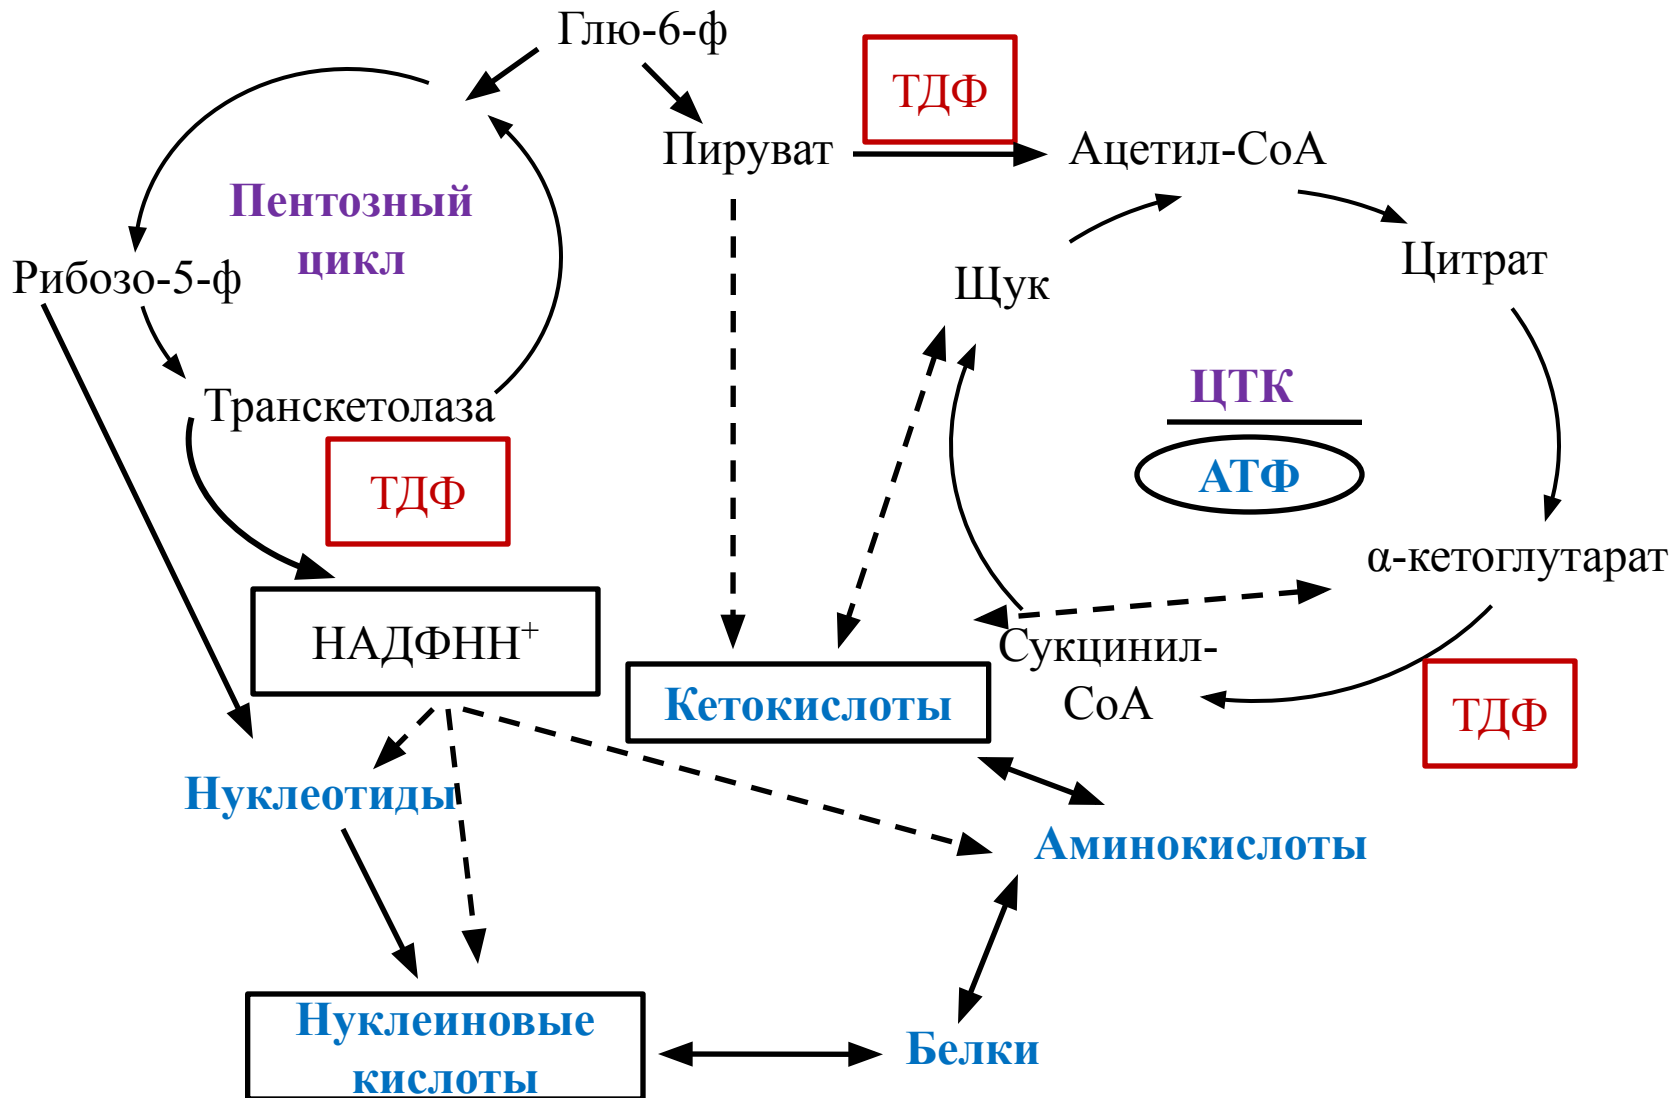 Глю-6-ф
ТДФ
Пируват
Ацетил-СоА
Пентозный
цикл
Рибозо-5-ф
Щук
Цитрат
ЦТК
АТФ
Транскетолаза
ТДФ
α-кетоглутарат
НАДФНН⁺
Сукцинил-
СоА
Кетокислоты
ТДФ
Нуклеотиды
Аминокислоты
Нуклеиновые
кислоты
Белки